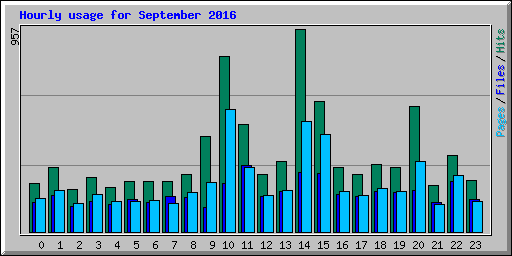 Hourly usage for September 2016
957
Pages/Files/Hits
0 1 2 3 4 5 6 7 8 9 10 11 12 13 14 15 16 17 18 19 20 21 22 23